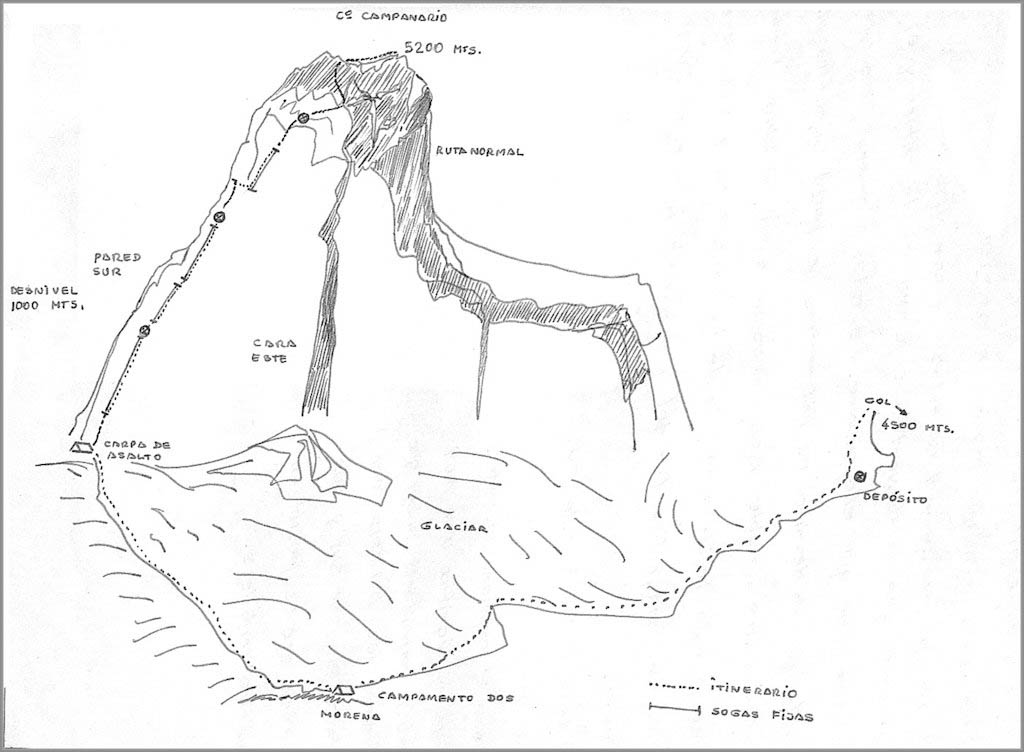 Cº CAMPANARIO
5200 MTS.
RUTA NORMAL
PARED
SUR
DESNIVEL
1000 MTS.
CARA
ESTE
COL
4500 MTS.
CARPA DE
ASALTO
DEPÓSITO
GLACIAR
CAMPAMENTO DOS
MORENA
ITINERARIO
SOGAS FIJAS